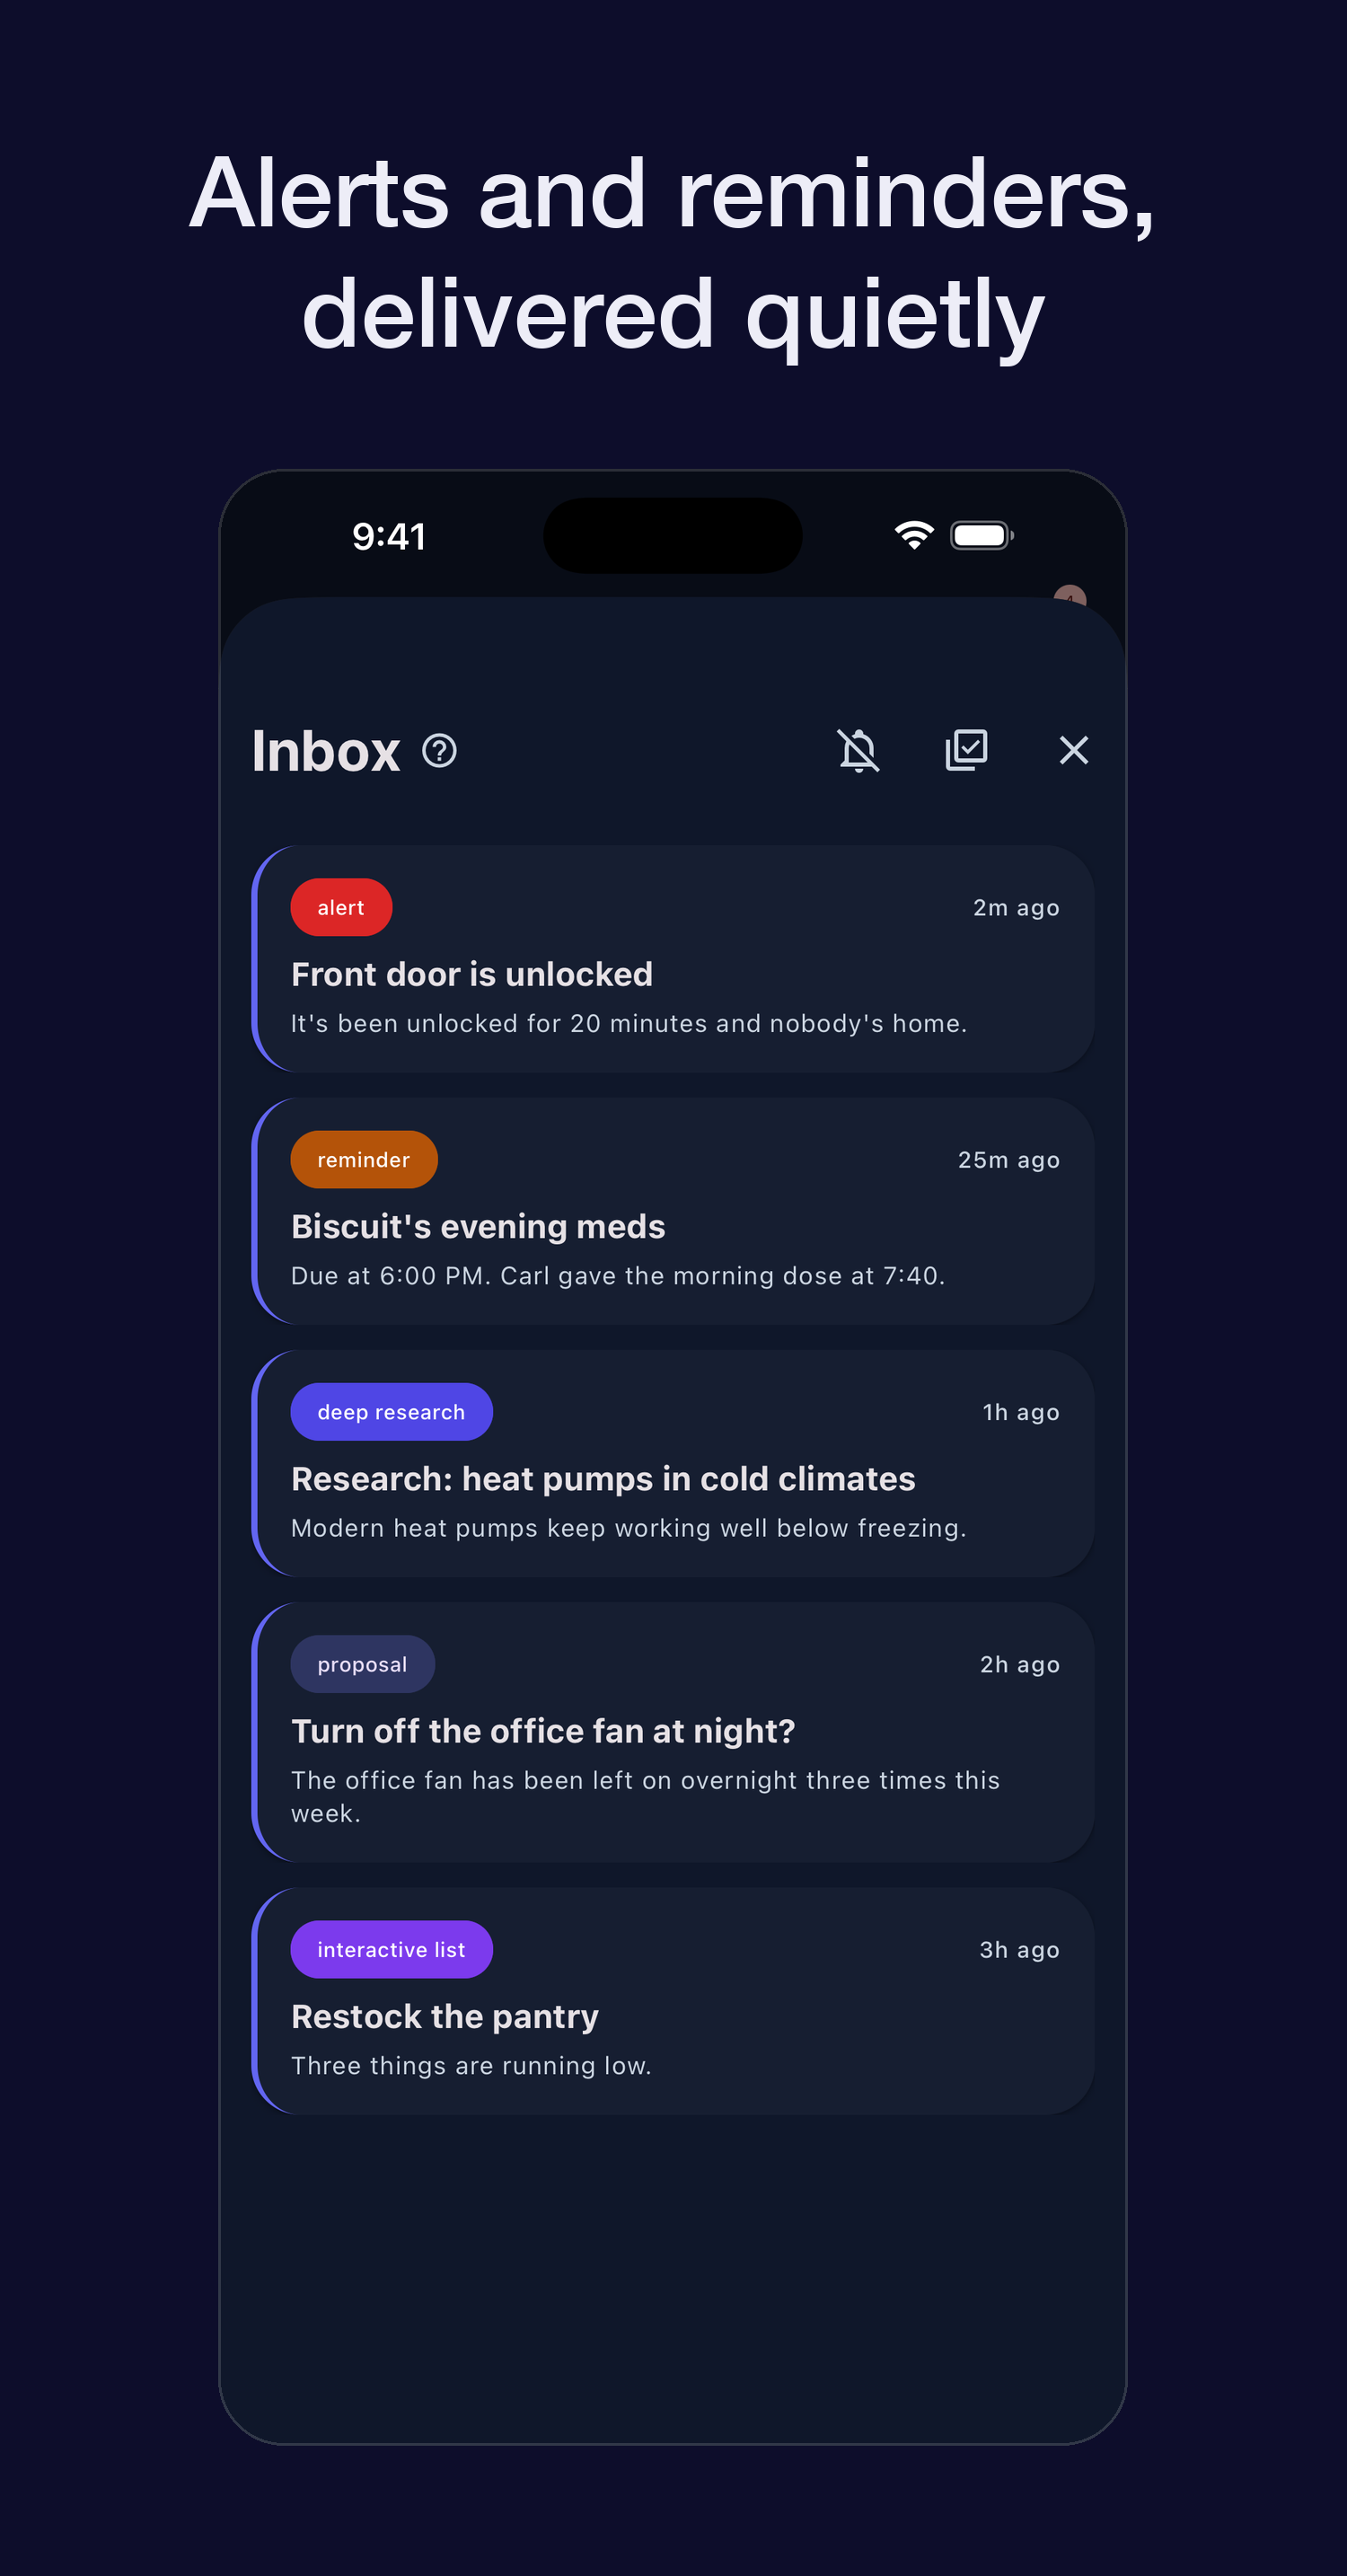 Alerts and reminders,
delivered quietly
9:41
Inbox
alert
2m ago
Front door is unlocked
It's been unlocked for 20 minutes and nobody's home.
reminder
25m ago
Biscuit's evening meds
Due at 6:00 PM. Carl gave the morning dose at 7:40.
deep research
1h ago
Research: heat pumps in cold climates
Modern heat pumps keep working well below freezing.
proposal
2h ago
Turn off the office fan at night?
The office fan has been left on overnight three times this
week.
interactive list
3h ago
Restock the pantry
Three things are running low.